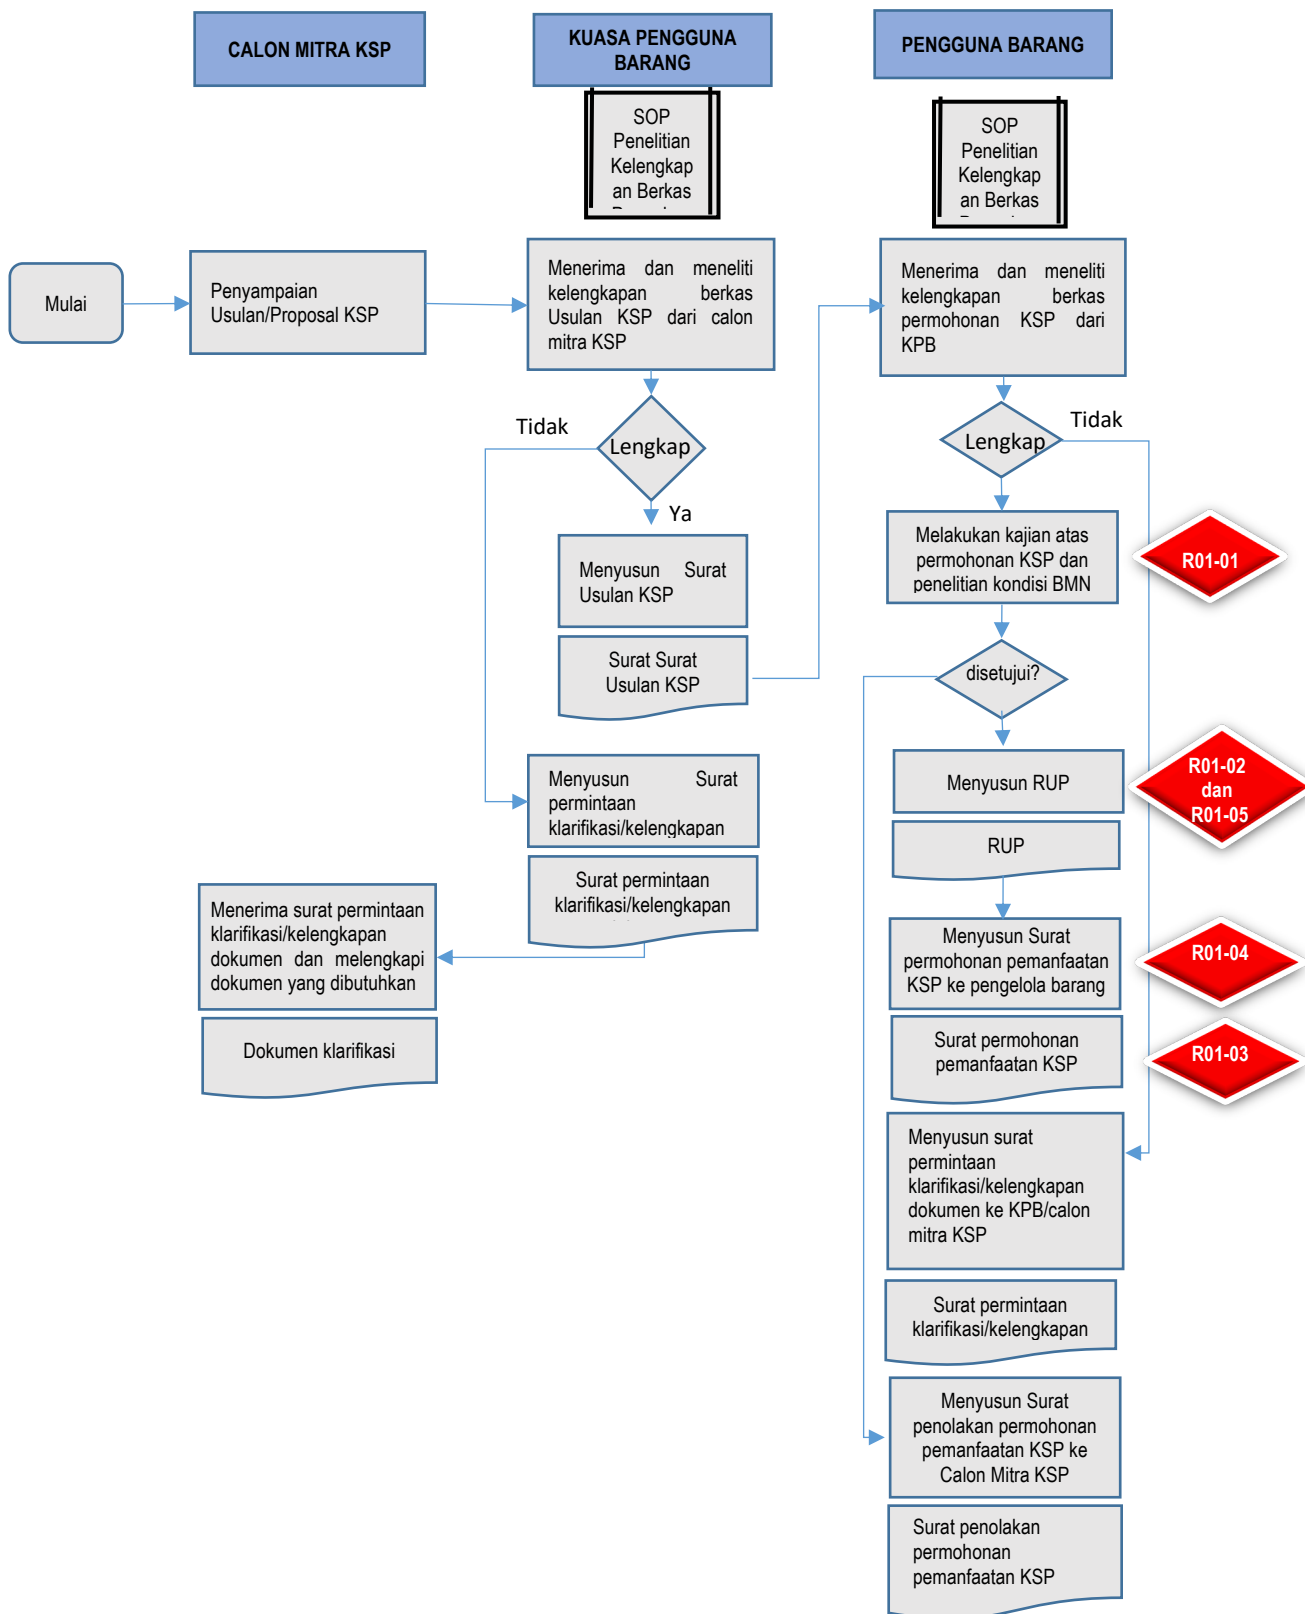 CALON MITRA KSP
KUASA PENGGUNA
BARANG
PENGGUNA BARANG
SOP
Penelitian
Kelengkap
an Berkas
SOP
Penelitian
Kelengkap
an Berkas
Mulai
Penyampaian
Usulan/Proposal KSP
Menerima dan meneliti
kelengkapan berkas
Usulan KSP dari calon
mitra KSP
Menerima dan meneliti
kelengkapan berkas
permohonan KSP dari
KPB
Tidak
Lengkap
Ya
Lengkap
Tidak
Menyusun Surat
Usulan KSP
Surat Surat
Usulan KSP
Melakukan kajian atas
permohonan KSP dan
penelitian kondisi BMN
R01-01
disetujui?
Menyusun Surat
permintaan
klarifikasi/kelengkapan
Surat permintaan
klarifikasi/kelengkapan
Menyusun RUP
R01-02
dan
R01-05
RUP
Menerima surat permintaan
klarifikasi/kelengkapan
dokumen dan melengkapi
dokumen yang dibutuhkan
Dokumen klarifikasi
Menyusun Surat
permohonan pemanfaatan
KSP ke pengelola barang
R01-04
Surat permohonan
pemanfaatan KSP
R01-03
Menyusun surat
permintaan
klarifikasi/kelengkapan
dokumen ke KPB/calon
mitra KSP
Surat permintaan
klarifikasi/kelengkapan
Menyusun Surat
penolakan permohonan
pemanfaatan KSP ke
Calon Mitra KSP
Surat penolakan
permohonan
pemanfaatan KSP